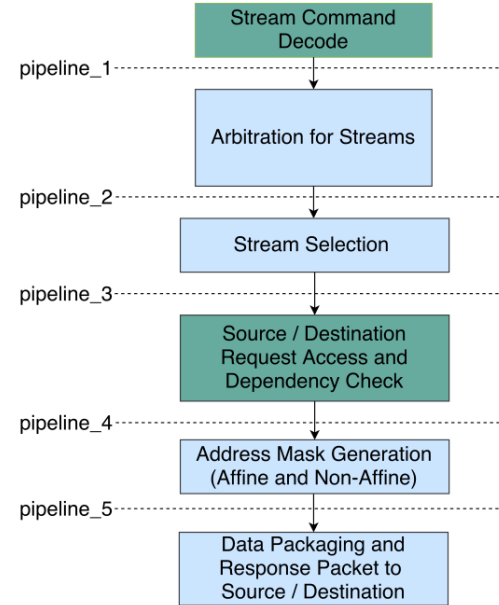 Stream Command
Decode
pipeline_1
Arbitration for Streams
pipeline_2
Stream Selection
pipeline_3
Source / Destination
Request Access and
Dependency Check
pipeline_4
Address Mask Generation
(Affine and Non-Affine)
pipeline_5
Data Packaging and
Response Packet to
Source / Destination